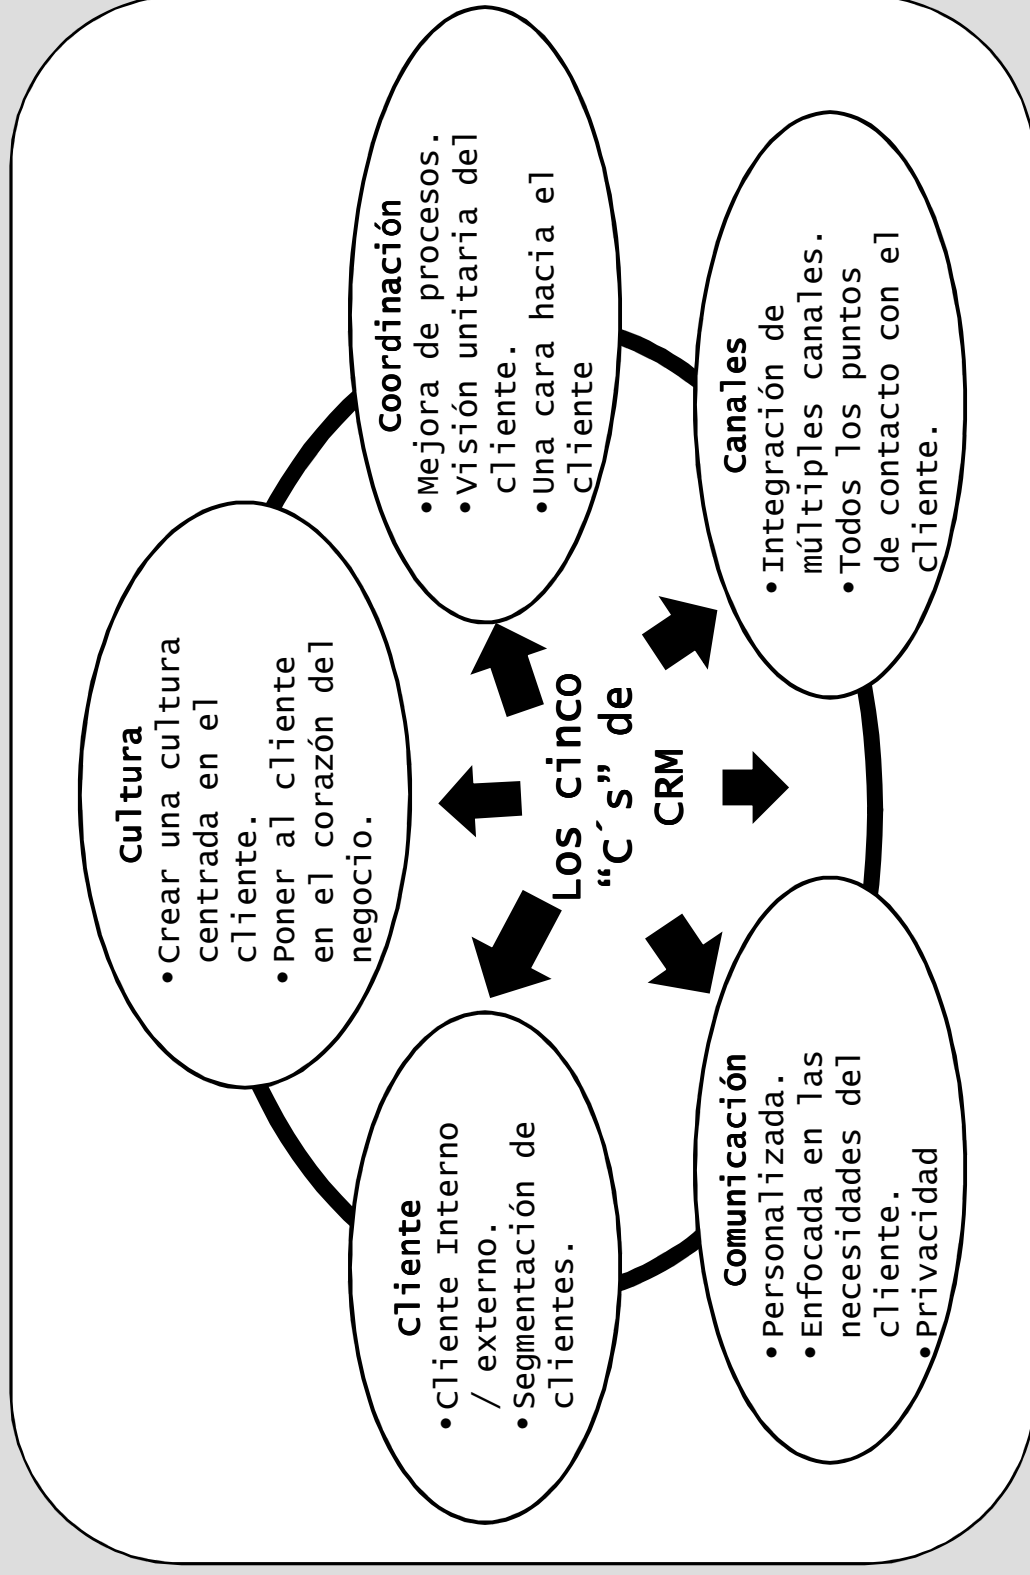 Cultura
•Crear una cultura
centrada en el
cliente.
•Poner al cliente
en el corazón del
negocio.
Cliente
•Cliente Interno
/ externo.
•Segmentación de
clientes.
Coordinación
•Mejora de procesos.
•Visión unitaria del
cliente.
•Una cara hacia el
cliente
Los cinco
“C´s” de
CRM
Comunicación
•Personalizada.
•Enfocada en las
necesidades del
cliente.
•Privacidad
Canales
•Integración de
múltiples canales.
•Todos los puntos
de contacto con el
cliente.